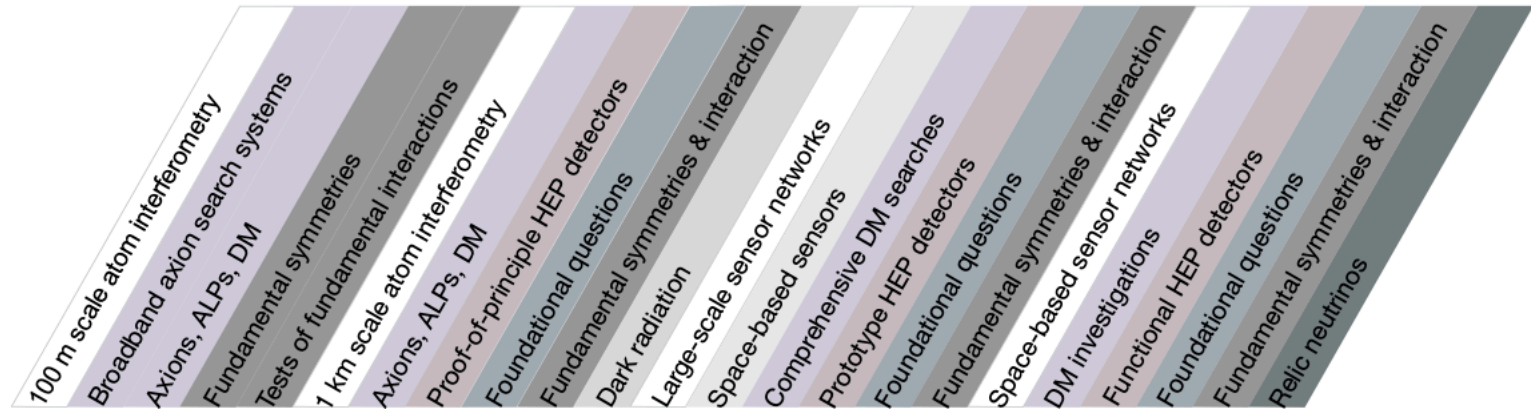 100 m scale atom interferometry
Broadband axion search systems
Axions, ALPs, DM
Fundamental symmetries
Tests of fundamental interactions
1 km scale atom interferometry
Axions, ALPs, DM
Proof-of-principle HEP detectors
Foundational questions
Fundamental symmetries & interaction
Dark radiation
Large-scale sensor networks
Space-based sensors
Comprehensive DM searches
Prototype HEP detectors
Foundational questions
Fundamental symmetries & interaction
Space-based sensor networks
DM investigations
Functional HEP detectors
Foundational questions
Fundamental symmetries & interaction
Relic neutrinos